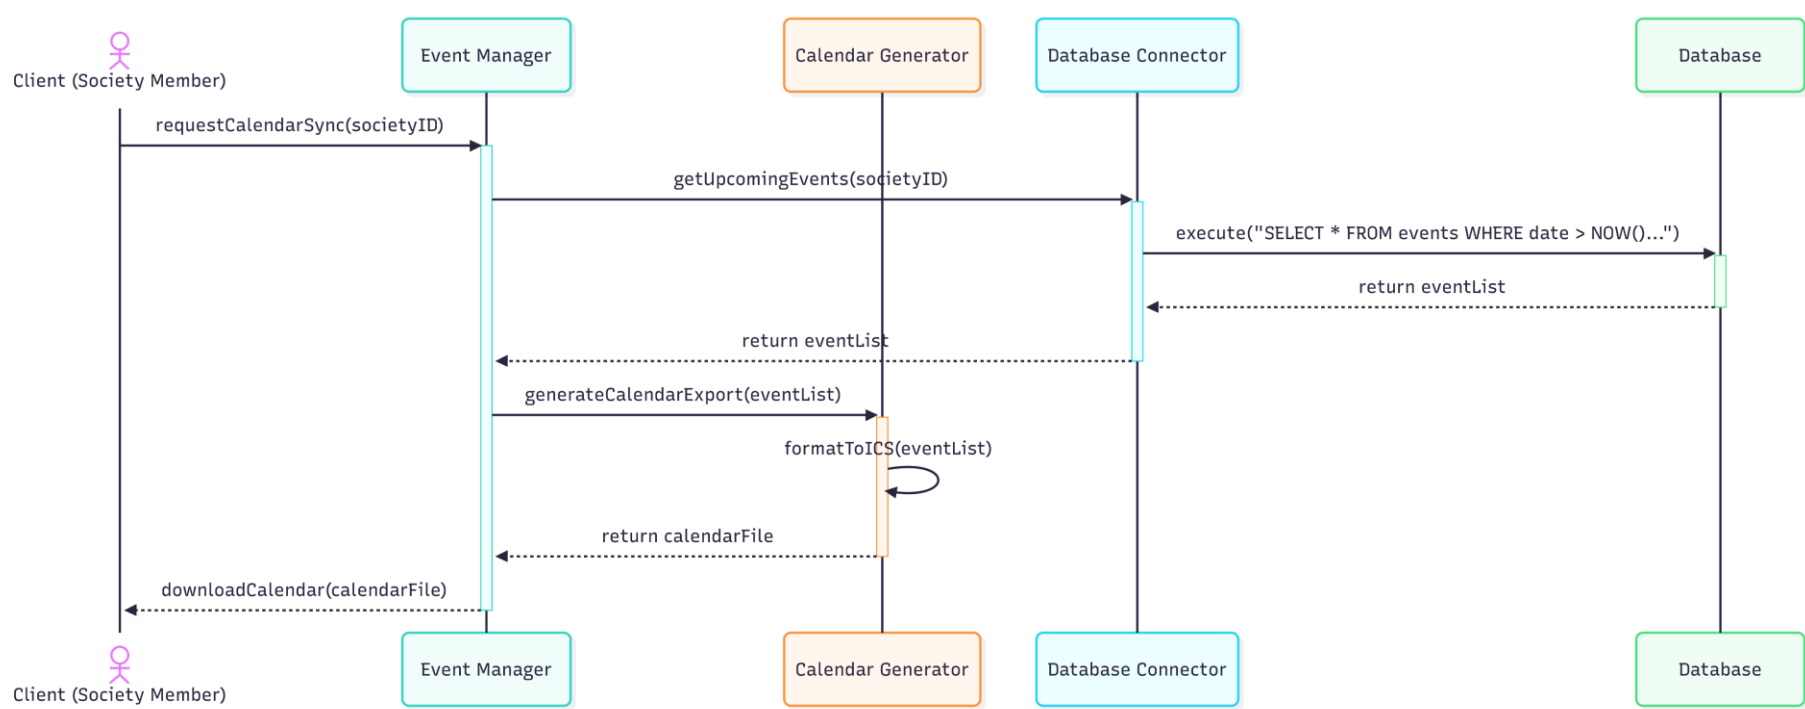 Client (Society Member)
Event Manager
Calendar Generator
Database Connector
Database
requestCalendarSync(societyID)
getUpcomingEvents(societyID)
execute("SELECT * FROM events WHERE date > NOW()...")
return eventList
return eventList
generateCalendarExport(eventList)
formatToICS(eventList)
return calendarFile
downloadCalendar(calendarFile)
Client (Society Member)
Event Manager
Calendar Generator
Database Connector
Database